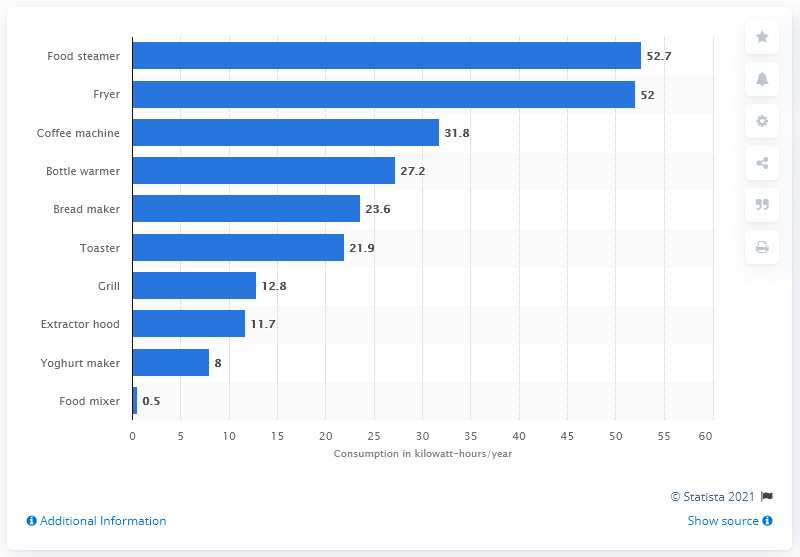 Food steamer 52.7
Fryer 52
Coffee machine 31.8
Bottle warmer 27.2
Bread maker 23.6
Toaster 21.9
Grill 12.8
Extractor hood 11.7
Yoghurt maker 8
Food mixer 0.5
0 5 10 15 20 25 30 35 40 45 50 55 60
Consumption in kilowatt-hours/year
© Statista 2021
Additional Information Show source